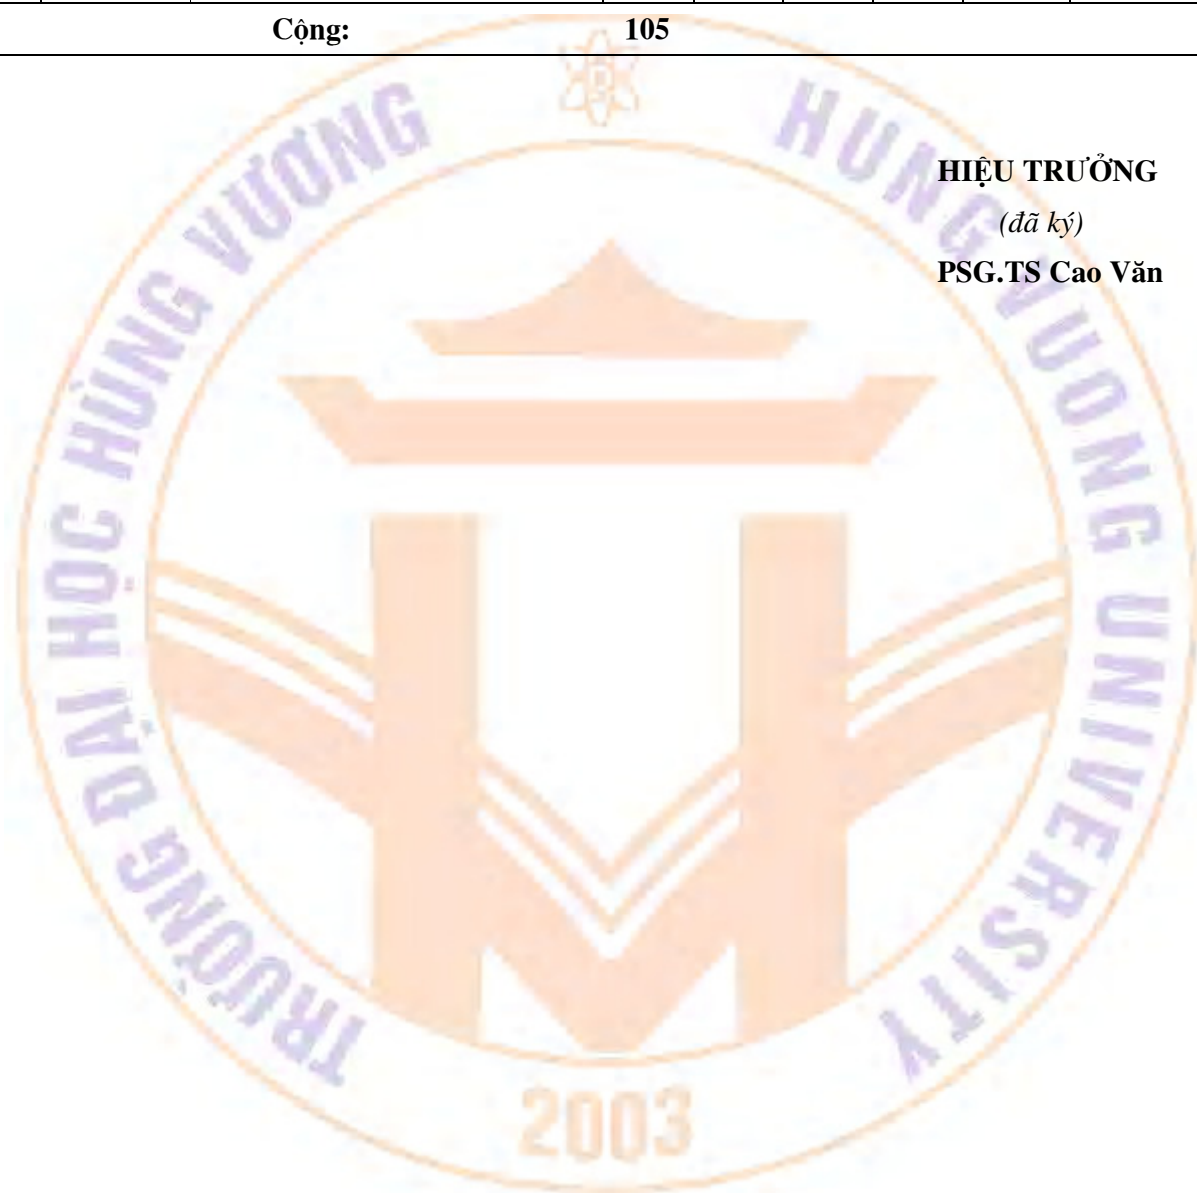 Cộng: 105
HIỆU TRƯỞNG
(đã ký)
PSG.TS Cao Văn
TRƯỜNG ĐẠI HỌC HÙNG VƯƠNG
HUNG VUONG UNIVERSITY
2003